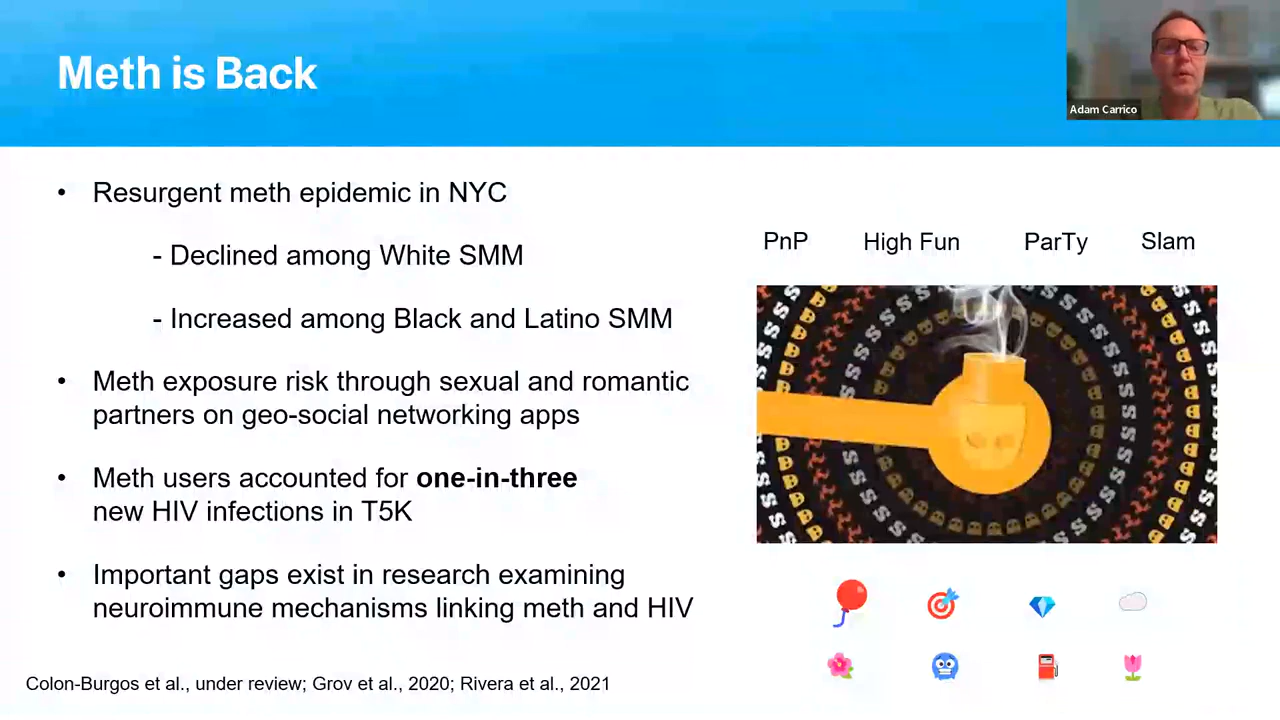 Meth is Back
Adam Carrico
• Resurgent meth epidemic in NYC
- Declined among White SMM
- Increased among Black and Latino SMM
• Meth exposure risk through sexual and romantic
partners on geo-social networking apps
• Meth users accounted for one-in-three
new HIV infections in T5K
• Important gaps exist in research examining
neuroimmune mechanisms linking meth and HIV
PnP High Fun ParTy Slam
Colon-Burgos et al., under review; Grov et al., 2020; Rivera et al., 2021